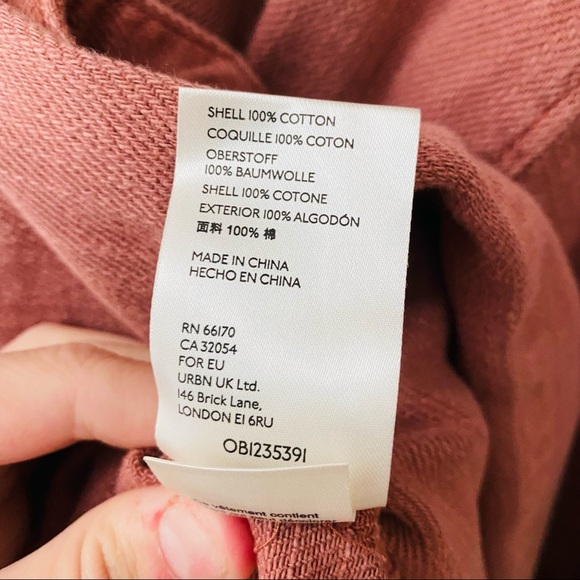 SHELL 100% COTTON
COQUILLE 100% COTON
OBERSTOFF
100% BAUMWOLLE
SHELL 100% COTONE
EXTERIOR 100% ALGODÓN
面料 100% 棉
MADE IN CHINA
HECHO EN CHINA
RN 66170
CA 32054
FOR EU
URBN UK Ltd.
146 Brick Lane,
LONDON E1 6RU
OB1235391
vêtement contient